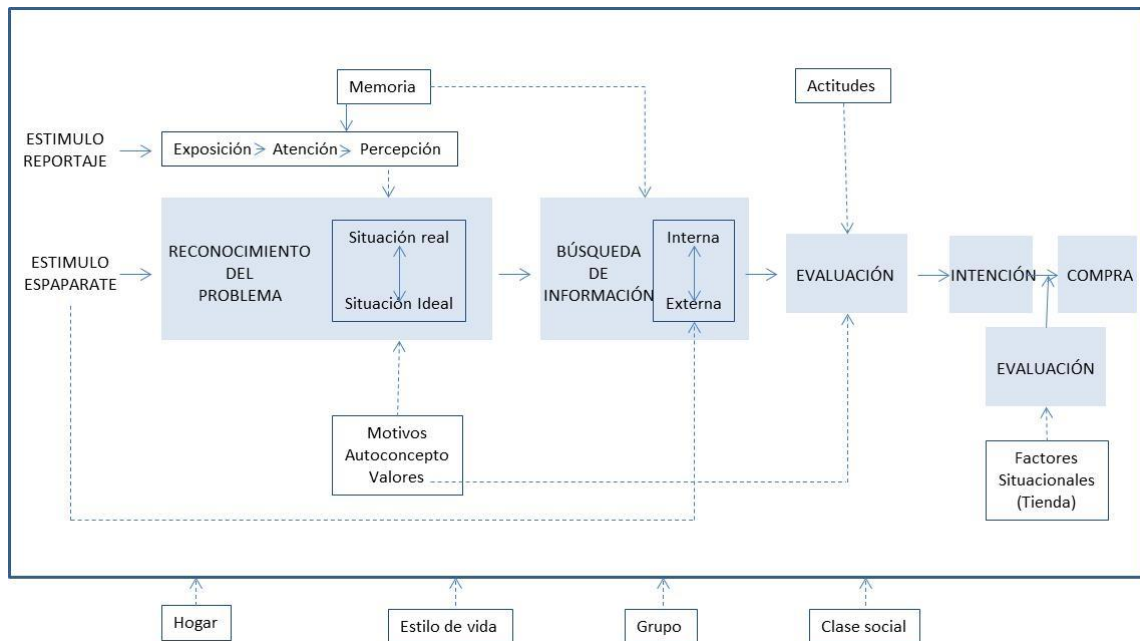 Memoria
Actitudes
ESTIMULO
REPORTAJE
Exposición
Atención
Percepción
ESTIMULO
ESPAPARATE
RECONOCIMIENTO
DEL
PROBLEMA
Situación real
Situación Ideal
BÚSQUEDA
DE
INFORMACIÓN
Interna
Externa
EVALUACIÓN
INTENCIÓN
COMPRA
EVALUACIÓN
Motivos
Autoconcepto
Valores
Factores
Situacionales
(Tienda)
Hogar
Estilo de vida
Grupo
Clase social